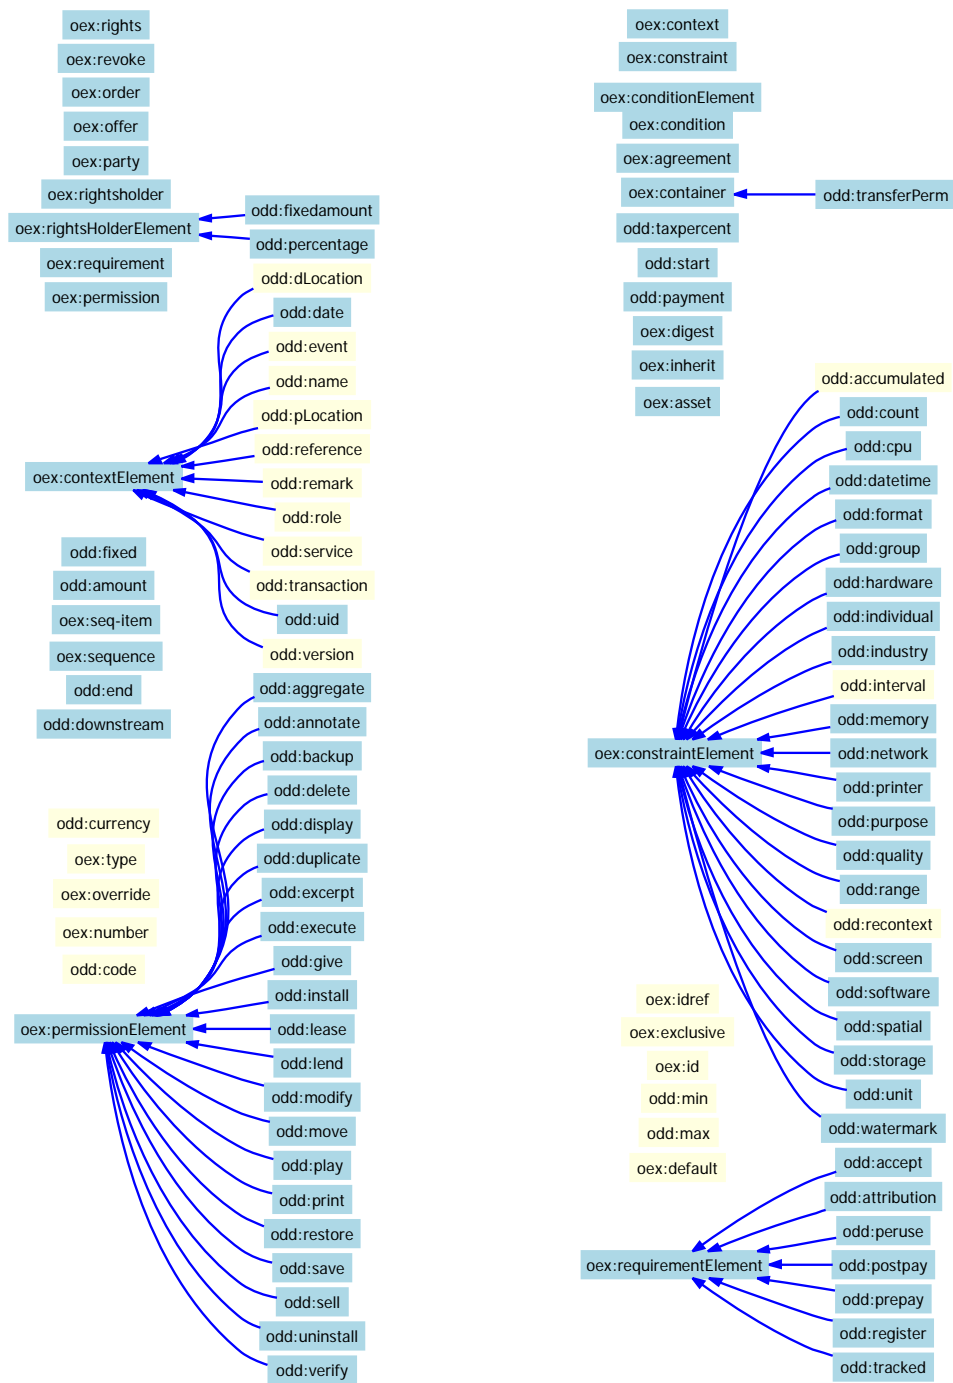 oex:rights
oex:revoke
oex:order
oex:offer
oex:party
oex:rightsholder
oex:rightsHolderElement
oex:requirement
oex:permission
odd:fixedamount
odd:percentage
odd:dLocation
odd:date
odd:event
odd:name
odd:pLocation
odd:reference
oex:contextElement
odd:remark
odd:role
odd:service
odd:transaction
odd:uid
odd:version
odd:fixed
odd:amount
oex:seq-item
oex:sequence
odd:end
odd:downstream
odd:currency
oex:type
oex:override
oex:number
odd:code
odd:aggregate
odd:annotate
odd:backup
odd:delete
odd:display
odd:duplicate
odd:excerpt
odd:execute
odd:give
odd:install
oex:permissionElement
odd:lease
odd:lend
odd:modify
odd:move
odd:play
odd:print
odd:restore
odd:save
odd:sell
odd:uninstall
odd:verify
oex:context
oex:constraint
oex:conditionElement
oex:condition
oex:agreement
oex:container
odd:transferPerm
odd:taxpercent
odd:start
odd:payment
oex:digest
oex:inherit
oex:asset
odd:accumulated
odd:count
odd:cpu
odd:datetime
odd:format
odd:group
odd:hardware
odd:individual
odd:industry
odd:interval
odd:memory
oex:constraintElement
odd:network
odd:printer
odd:purpose
odd:quality
odd:range
odd:recontext
odd:screen
odd:software
odd:spatial
odd:storage
odd:unit
odd:watermark
oex:idref
oex:exclusive
oex:id
odd:min
odd:max
oex:default
odd:accept
odd:attribution
odd:peruse
oex:requirementElement
odd:postpay
odd:prepay
odd:register
odd:tracked